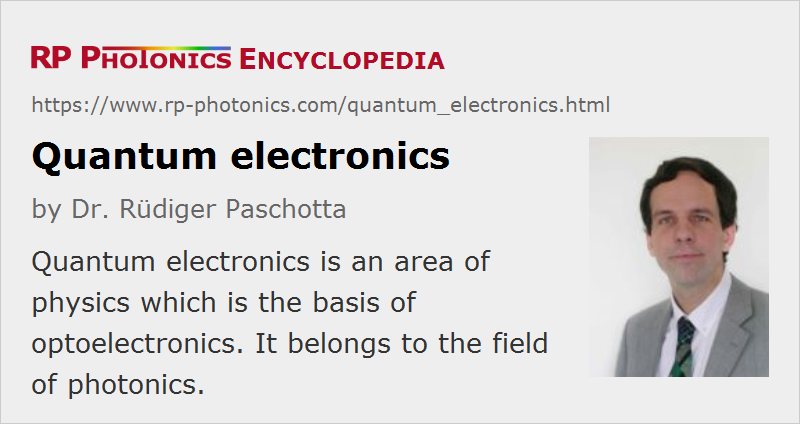 RP PHOTONICS ENCYCLOPEDIA
https://www.rp-photonics.com/quantum_electronics.html
Quantum electronics
by Dr. Rüdiger Paschotta
Quantum electronics is an area of
physics which is the basis of
optoelectronics. It belongs to the field
of photonics.